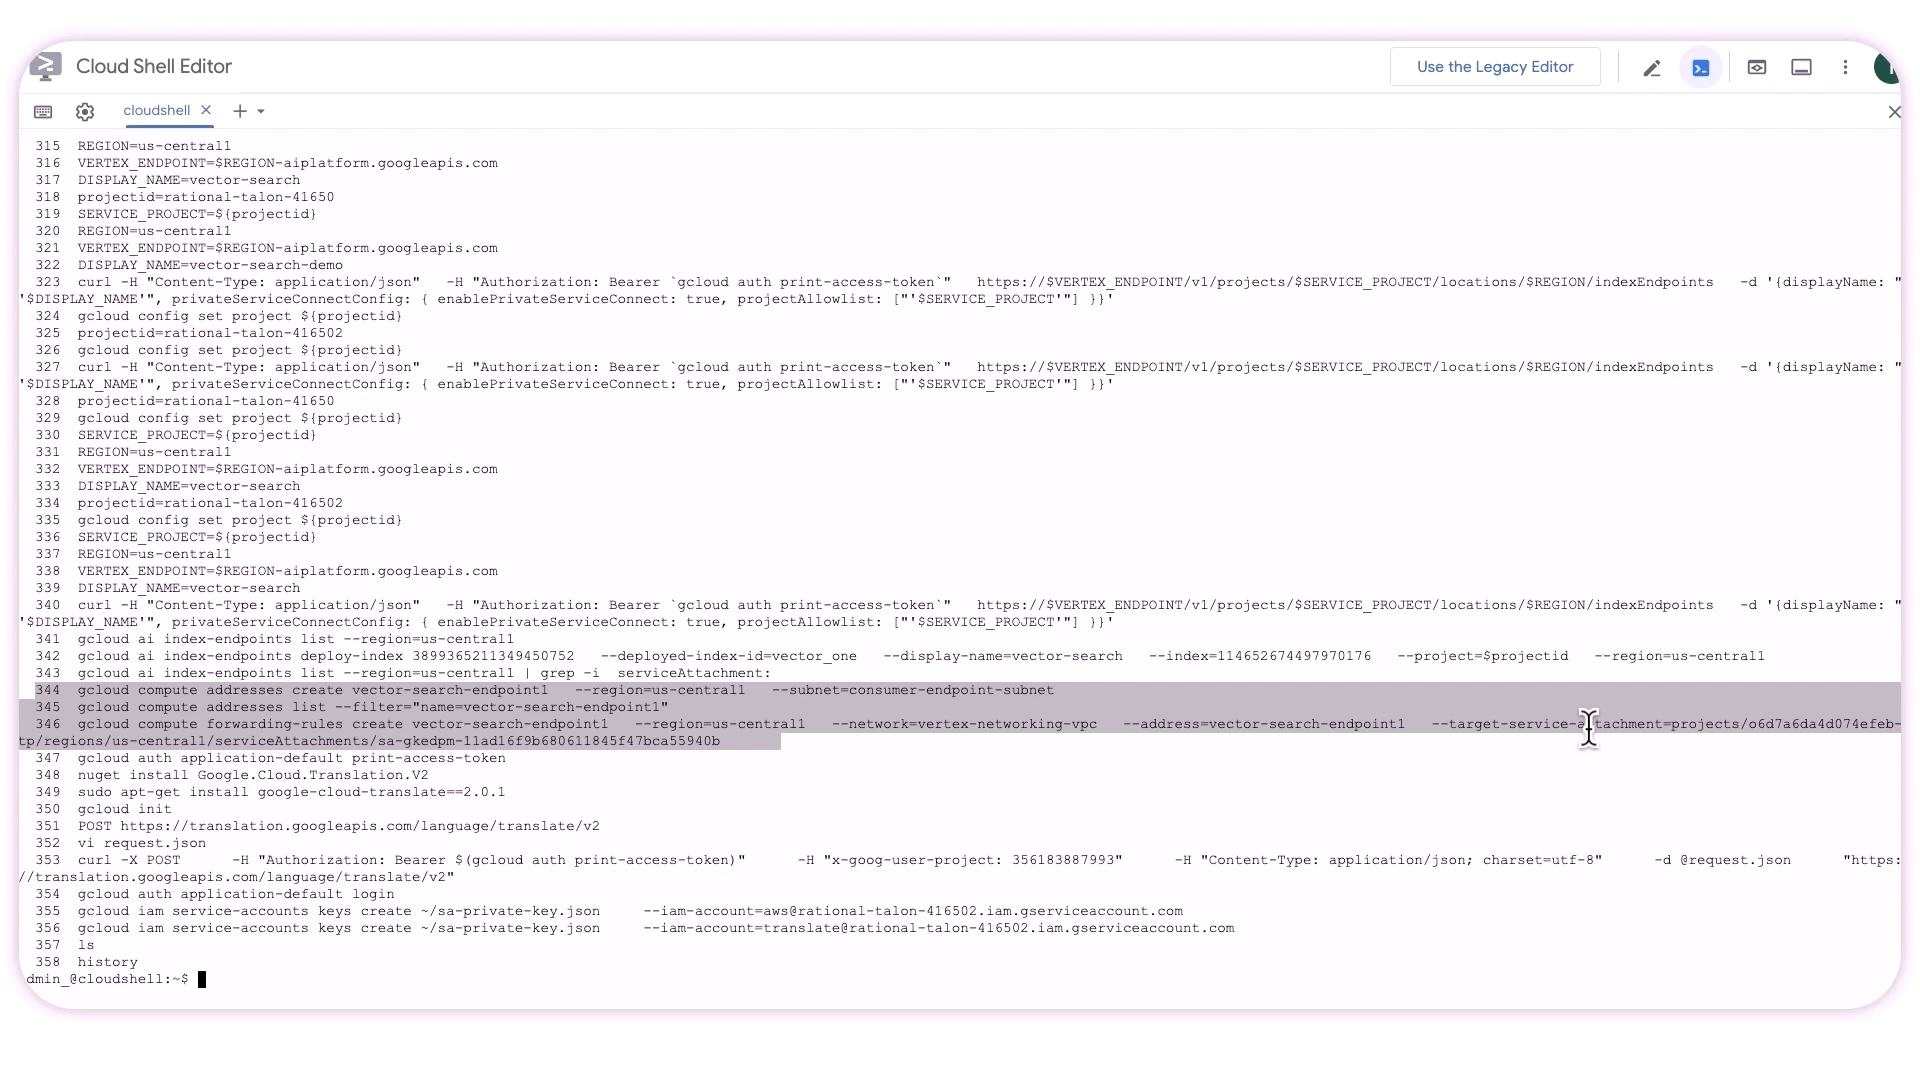 Cloud Shell Editor
Use the Legacy Editor
cloudshell
315 REGION=us-central1
316 VERTEX_ENDPOINT=$REGION-aiplatform.googleapis.com
317 DISPLAY_NAME=vector-search
318 projectid=rational-talon-41650
319 SERVICE_PROJECT=${projectid}
320 REGION=us-central1
321 VERTEX_ENDPOINT=$REGION-aiplatform.googleapis.com
322 DISPLAY_NAME=vector-search-demo
323 curl -H "Content-Type: application/json" -H "Authorization: Bearer `gcloud auth print-access-token`" https://$VERTEX_ENDPOINT/v1/projects/$SERVICE_PROJECT/locations/$REGION/indexEndpoints -d '{displayName: "
'$DISPLAY_NAME'", privateServiceConnectConfig: { enablePrivateServiceConnect: true, projectAllowlist: ["'$SERVICE_PROJECT'"] }}'
324 gcloud config set project ${projectid}
325 projectid=rational-talon-416502
326 gcloud config set project ${projectid}
327 curl -H "Content-Type: application/json" -H "Authorization: Bearer `gcloud auth print-access-token`" https://$VERTEX_ENDPOINT/v1/projects/$SERVICE_PROJECT/locations/$REGION/indexEndpoints -d '{displayName: "
'$DISPLAY_NAME'", privateServiceConnectConfig: { enablePrivateServiceConnect: true, projectAllowlist: ["'$SERVICE_PROJECT'"] }}'
328 projectid=rational-talon-41650
329 gcloud config set project ${projectid}
330 SERVICE_PROJECT=${projectid}
331 REGION=us-central1
332 VERTEX_ENDPOINT=$REGION-aiplatform.googleapis.com
333 DISPLAY_NAME=vector-search
334 projectid=rational-talon-416502
335 gcloud config set project ${projectid}
336 SERVICE_PROJECT=${projectid}
337 REGION=us-central1
338 VERTEX_ENDPOINT=$REGION-aiplatform.googleapis.com
339 DISPLAY_NAME=vector-search
340 curl -H "Content-Type: application/json" -H "Authorization: Bearer `gcloud auth print-access-token`" https://$VERTEX_ENDPOINT/v1/projects/$SERVICE_PROJECT/locations/$REGION/indexEndpoints -d '{displayName: "
'$DISPLAY_NAME'", privateServiceConnectConfig: { enablePrivateServiceConnect: true, projectAllowlist: ["'$SERVICE_PROJECT'"] }}'
341 gcloud ai index-endpoints list --region=us-central1
342 gcloud ai index-endpoints deploy-index 3899365211349450752 --deployed-index-id=vector_one --display-name=vector-search --index=114652674497970176 --project=$projectid --region=us-central1
343 gcloud ai index-endpoints list --region=us-central1 | grep -i serviceAttachment:
344 gcloud compute addresses create vector-search-endpoint1 --region=us-central1 --subnet=consumer-endpoint-subnet
345 gcloud compute addresses list --filter="name=vector-search-endpoint1"
346 gcloud compute forwarding-rules create vector-search-endpoint1 --region=us-central1 --network=vertex-networking-vpc --address=vector-search-endpoint1 --target-service-attachment=projects/o6d7a6da4d074efeb-
tp/regions/us-central1/serviceAttachments/sa-gkedpm-11ad16f9b680611845f47bca55940b
347 gcloud auth application-default print-access-token
348 nuget install Google.Cloud.Translation.V2
349 sudo apt-get install google-cloud-translate==2.0.1
350 gcloud init
351 POST https://translation.googleapis.com/language/translate/v2
352 vi request.json
353 curl -X POST -H "Authorization: Bearer $(gcloud auth print-access-token)" -H "x-goog-user-project: 356183887993" -H "Content-Type: application/json; charset=utf-8" -d @request.json "https:
//translation.googleapis.com/language/translate/v2"
354 gcloud auth application-default login
355 gcloud iam service-accounts keys create ~/sa-private-key.json --iam-account=aws@rational-talon-416502.iam.gserviceaccount.com
356 gcloud iam service-accounts keys create ~/sa-private-key.json --iam-account=translate@rational-talon-416502.iam.gserviceaccount.com
357 ls
358 history
dmin_@cloudshell:~$